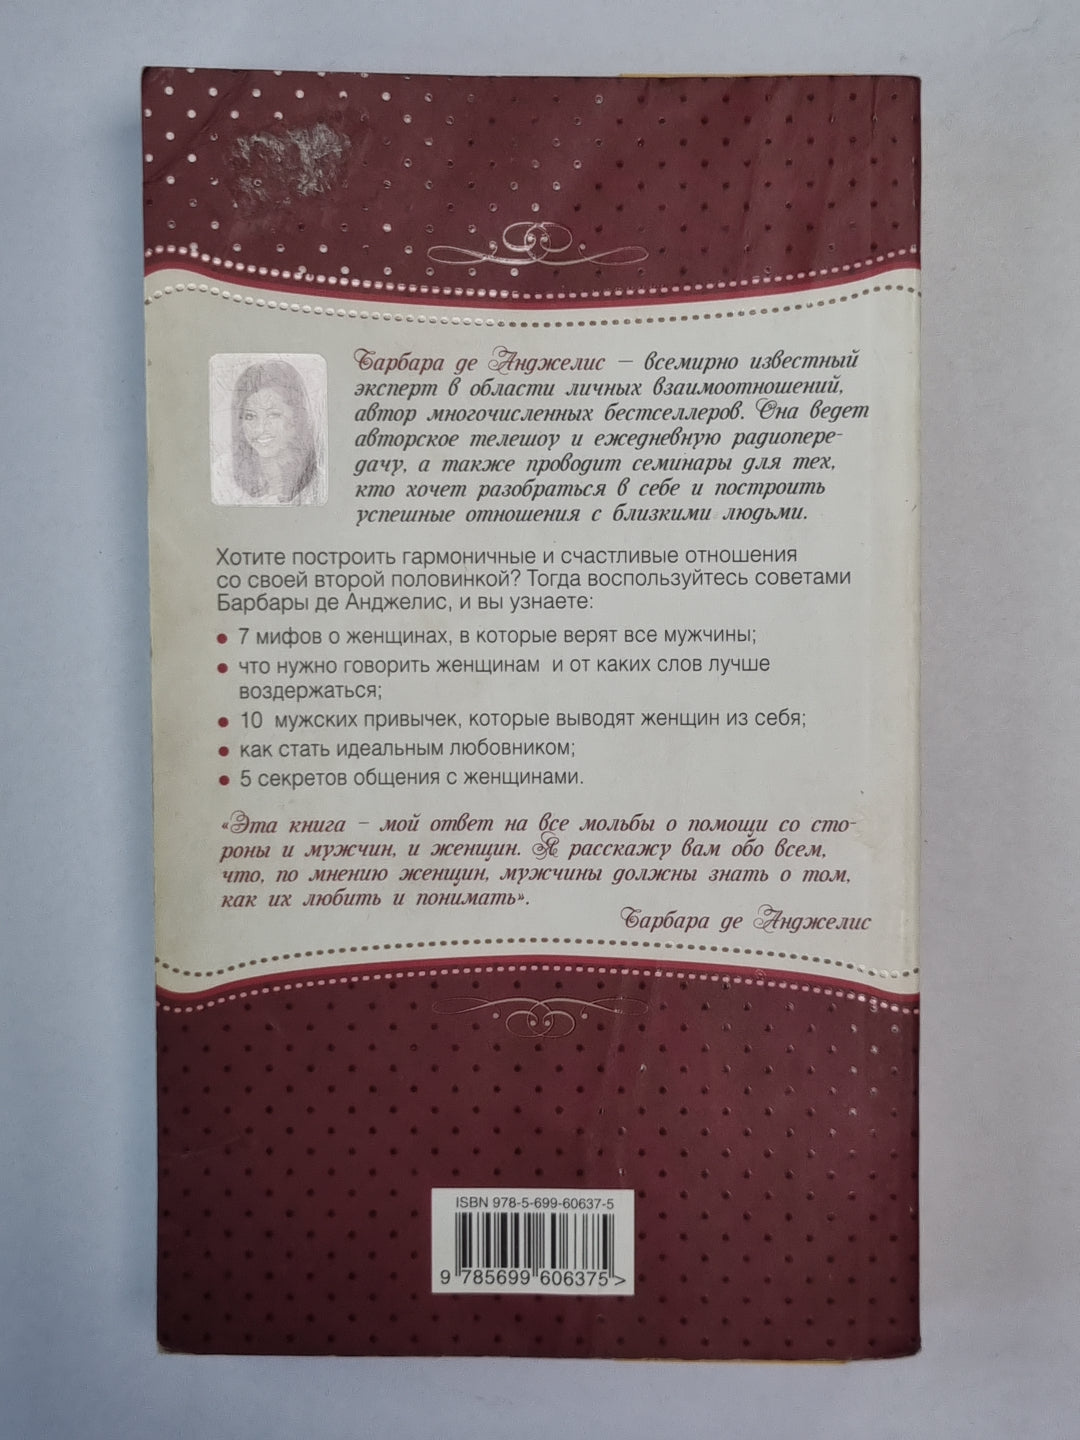 Барбара де Анджелис – всемирно известный
эксперт в области личных взаимоотношений,
автор многочисленных бестселлеров. Она ведет
авторское телешоу и ежедневную радиопере-
дачу, а также проводит семинары для тех,
кто хочет разобраться в себе и построить
успешные отношения с близкими людьми.
Хотите построить гармоничные и счастливые отношения
со своей второй половинкой? Тогда воспользуйтесь советами
Барбары де Анджелис, и вы узнаете:
● 7 мифов о женщинах, в которые верят все мужчины;
● что нужно говорить женщинам и от каких слов лучше
воздержаться;
● 10 мужских привычек, которые выводят женщин из себя;
● как стать идеальным любовником;
● 5 секретов общения с женщинами.
«Эта книга – мой ответ на все мольбы о помощи со сто-
роны и мужчин, и женщин. Я расскажу вам обо всем,
что, по мнению женщин, мужчины должны знать о том,
как их любить и понимать».
Барбара де Анджелис
ISBN 978-5-699-60637-5
9 785699 606375 >